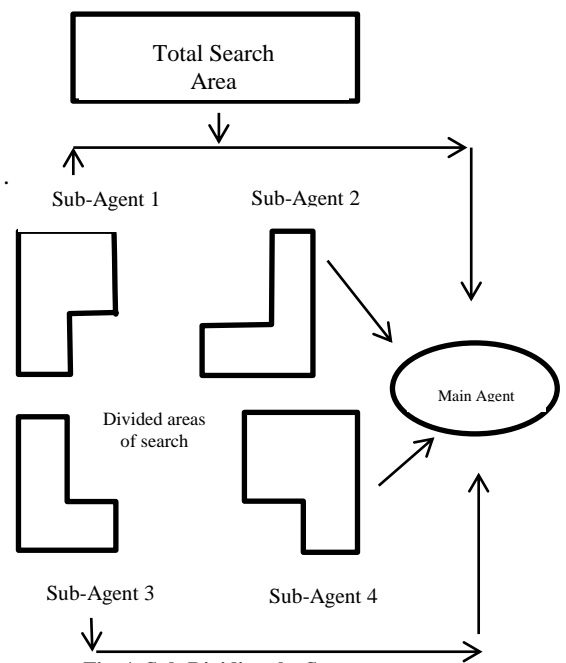 Total Search
Area
.
Sub-Agent 1
Sub-Agent 2
Main Agent
Divided areas
of search
Sub-Agent 3
Sub-Agent 4